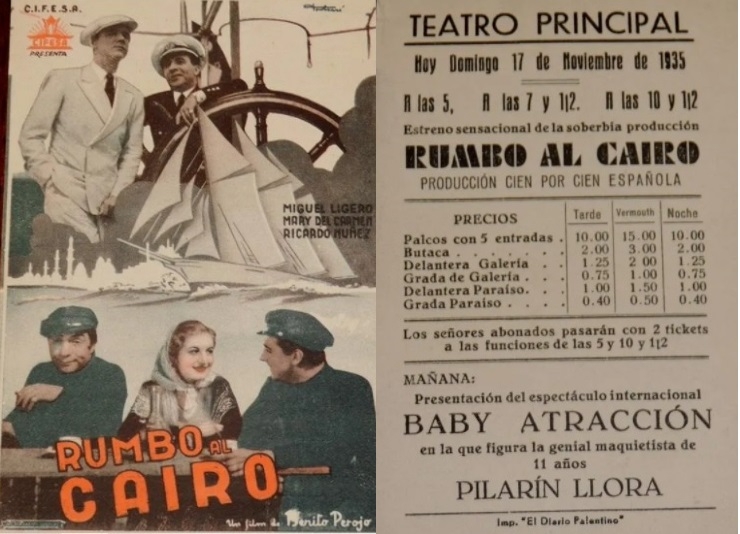 C.I.F.E.S.A.
CIFESA
PRESENTA
MIGUEL LIGERO
MARY DEL CARMEN
RICARDO NUÑEZ
RUMBO AL
CAIRO
Un film de Benito Perojo
TEATRO PRINCIPAL
Hoy Domingo 17 de Noviembre de 1935
A las 5, A las 7 y 1|2. A las 10 y 1|2
Estreno sensacional de la soberbia producción
RUMBO AL CAIRO
PRODUCCIÓN CIEN POR CIEN ESPAÑOLA
PRECIOS Tarde Vermouth Noche
Palcos con 5 entradas . 10.00 15.00 10.00
Butaca . . . . . . . 2.00 3.00 2.00
Delantera Galería . . 1.25 2 00 1.25
Grada de Galería . . . 0.75 1.00 0.75
Delantera Paraíso. . . 1.00 1.50 1.00
Grada Paraíso . . . . 0.40 0.50 0.40
Los señores abonados pasarán con 2 tickets
a las funciones de las 5 y 10 y 1|2
MAÑANA:
Presentación del espectáculo internacional
BABY ATRACCIÓN
en la que figura la genial maquietista de
11 años
PILARÍN LLORA
Imp. "El Diario Palentino"